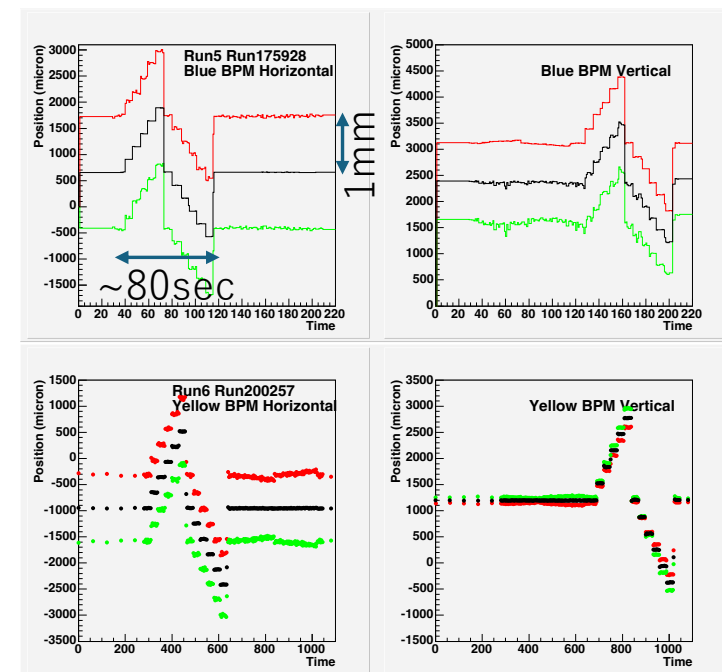 Run5 Run175928
Blue BPM Horizontal
Position (micron)
3000
2500
2000
1500
1000
500
0
-500
-1000
-1500
1mm
~80sec
0 20 40 60 80 100 120 140 160 180 200 220
Time
Blue BPM Vertical
Position (micron)
5000
4500
4000
3500
3000
2500
2000
1500
1000
500
0
0 20 40 60 80 100 120 140 160 180 200 220
Time
Run6 Run200257
Yellow BPM Horizontal
Position (micron)
1500
1000
500
0
-500
-1000
-1500
-2000
-2500
-3000
-3500
0 200 400 600 800 1000
Time
Yellow BPM Vertical
Position (micron)
3500
3000
2500
2000
1500
1000
500
0
-500
-1000
-1500
0 200 400 600 800 1000
Time